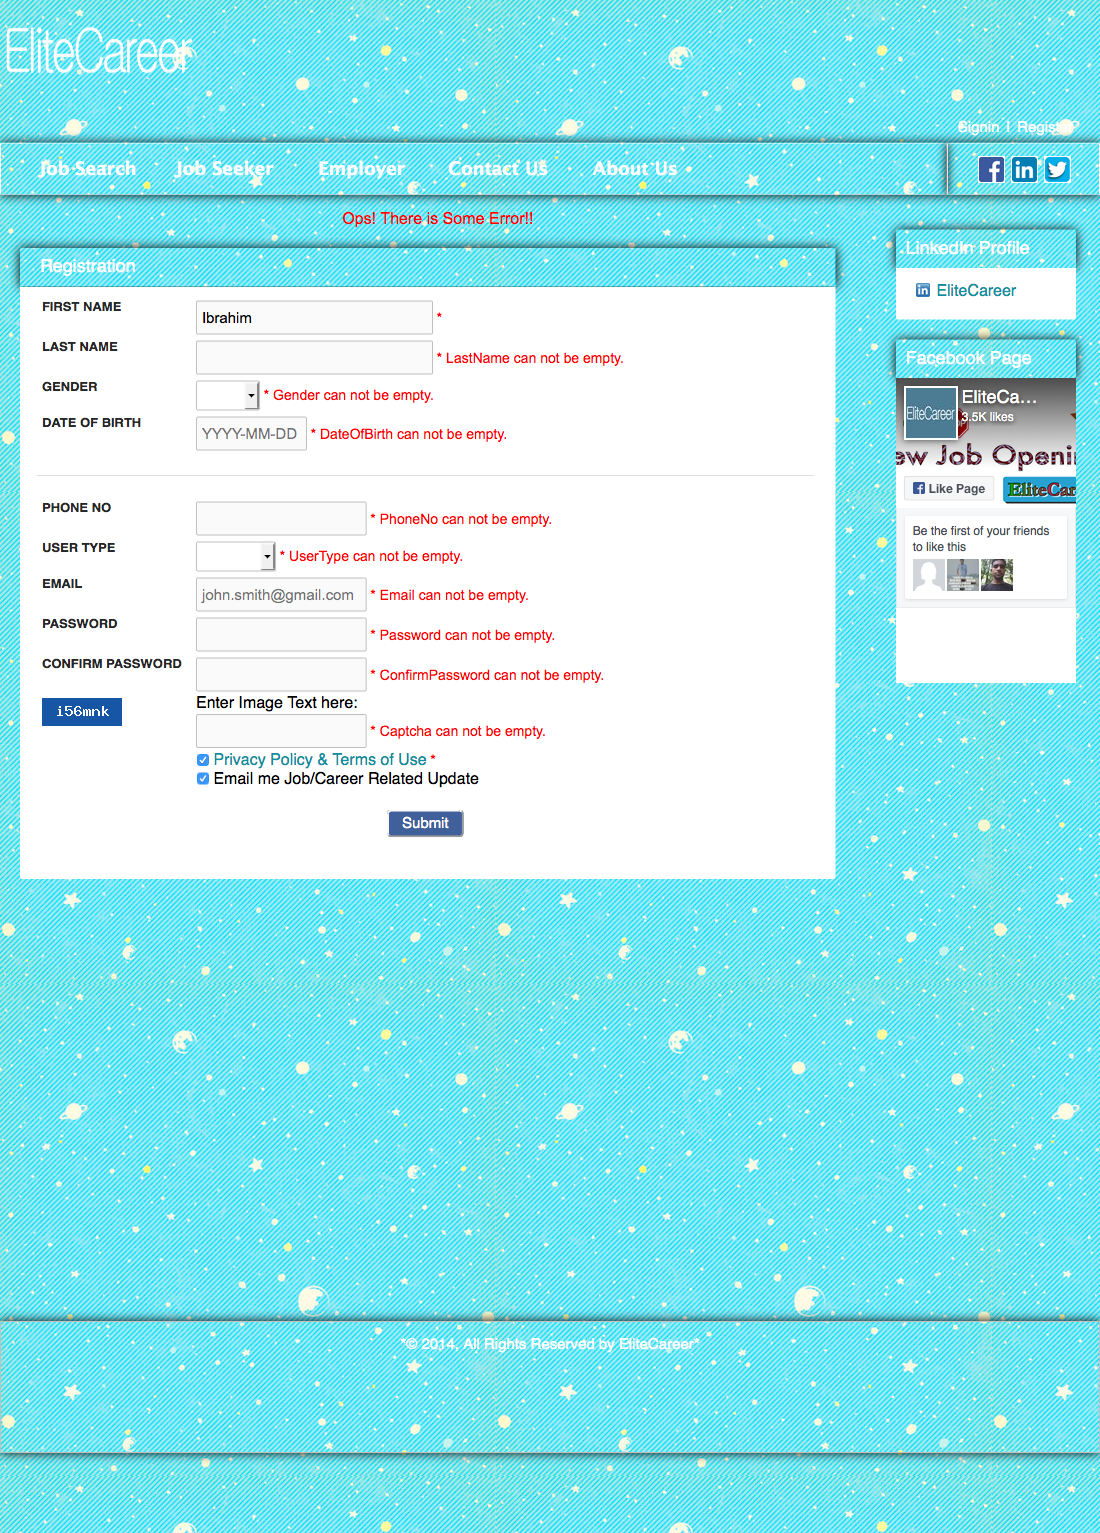 EliteCareer
Signin | Register
Job Search Job Seeker Employer Contact US About Us
Ops! There is Some Error!!
Registration
FIRST NAME Ibrahim *
LAST NAME * LastName can not be empty.
GENDER * Gender can not be empty.
DATE OF BIRTH YYYY-MM-DD * DateOfBirth can not be empty.
PHONE NO * PhoneNo can not be empty.
USER TYPE * UserType can not be empty.
EMAIL john.smith@gmail.com * Email can not be empty.
PASSWORD * Password can not be empty.
CONFIRM PASSWORD * ConfirmPassword can not be empty.
i56mnk Enter Image Text here:
* Captcha can not be empty.
Privacy Policy & Terms of Use *
Email me Job/Career Related Update
Submit
LinkedIn Profile
in EliteCareer
Facebook Page
EliteCareer
EliteCa...
3.5K likes
ew Job Openi
Like Page
EliteCar
Be the first of your friends
to like this
"© 2014, All Rights Reserved by EliteCareer"